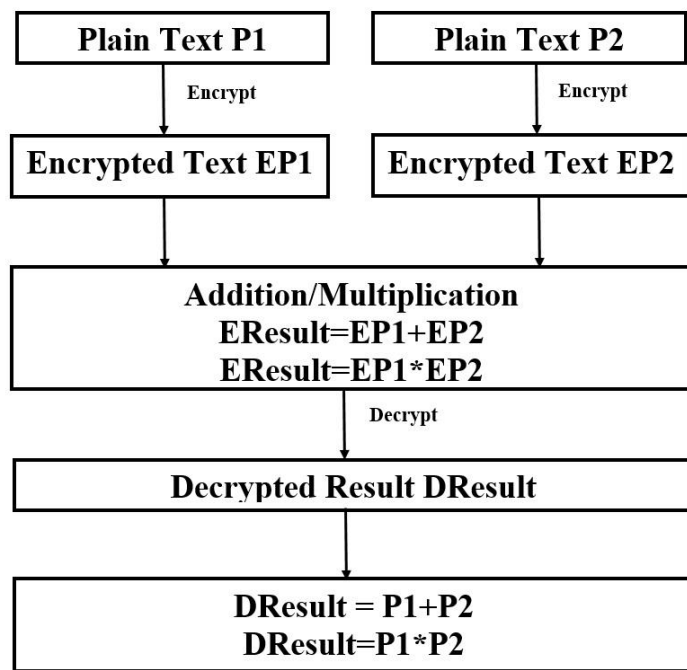 Plain Text P1
Plain Text P2
Encrypt
Encrypt
Encrypted Text EP1
Encrypted Text EP2
Addition/Multiplication
EResult=EP1+EP2
EResult=EP1*EP2
Decrypt
Decrypted Result DResult
DResult = P1+P2
DResult=P1*P2